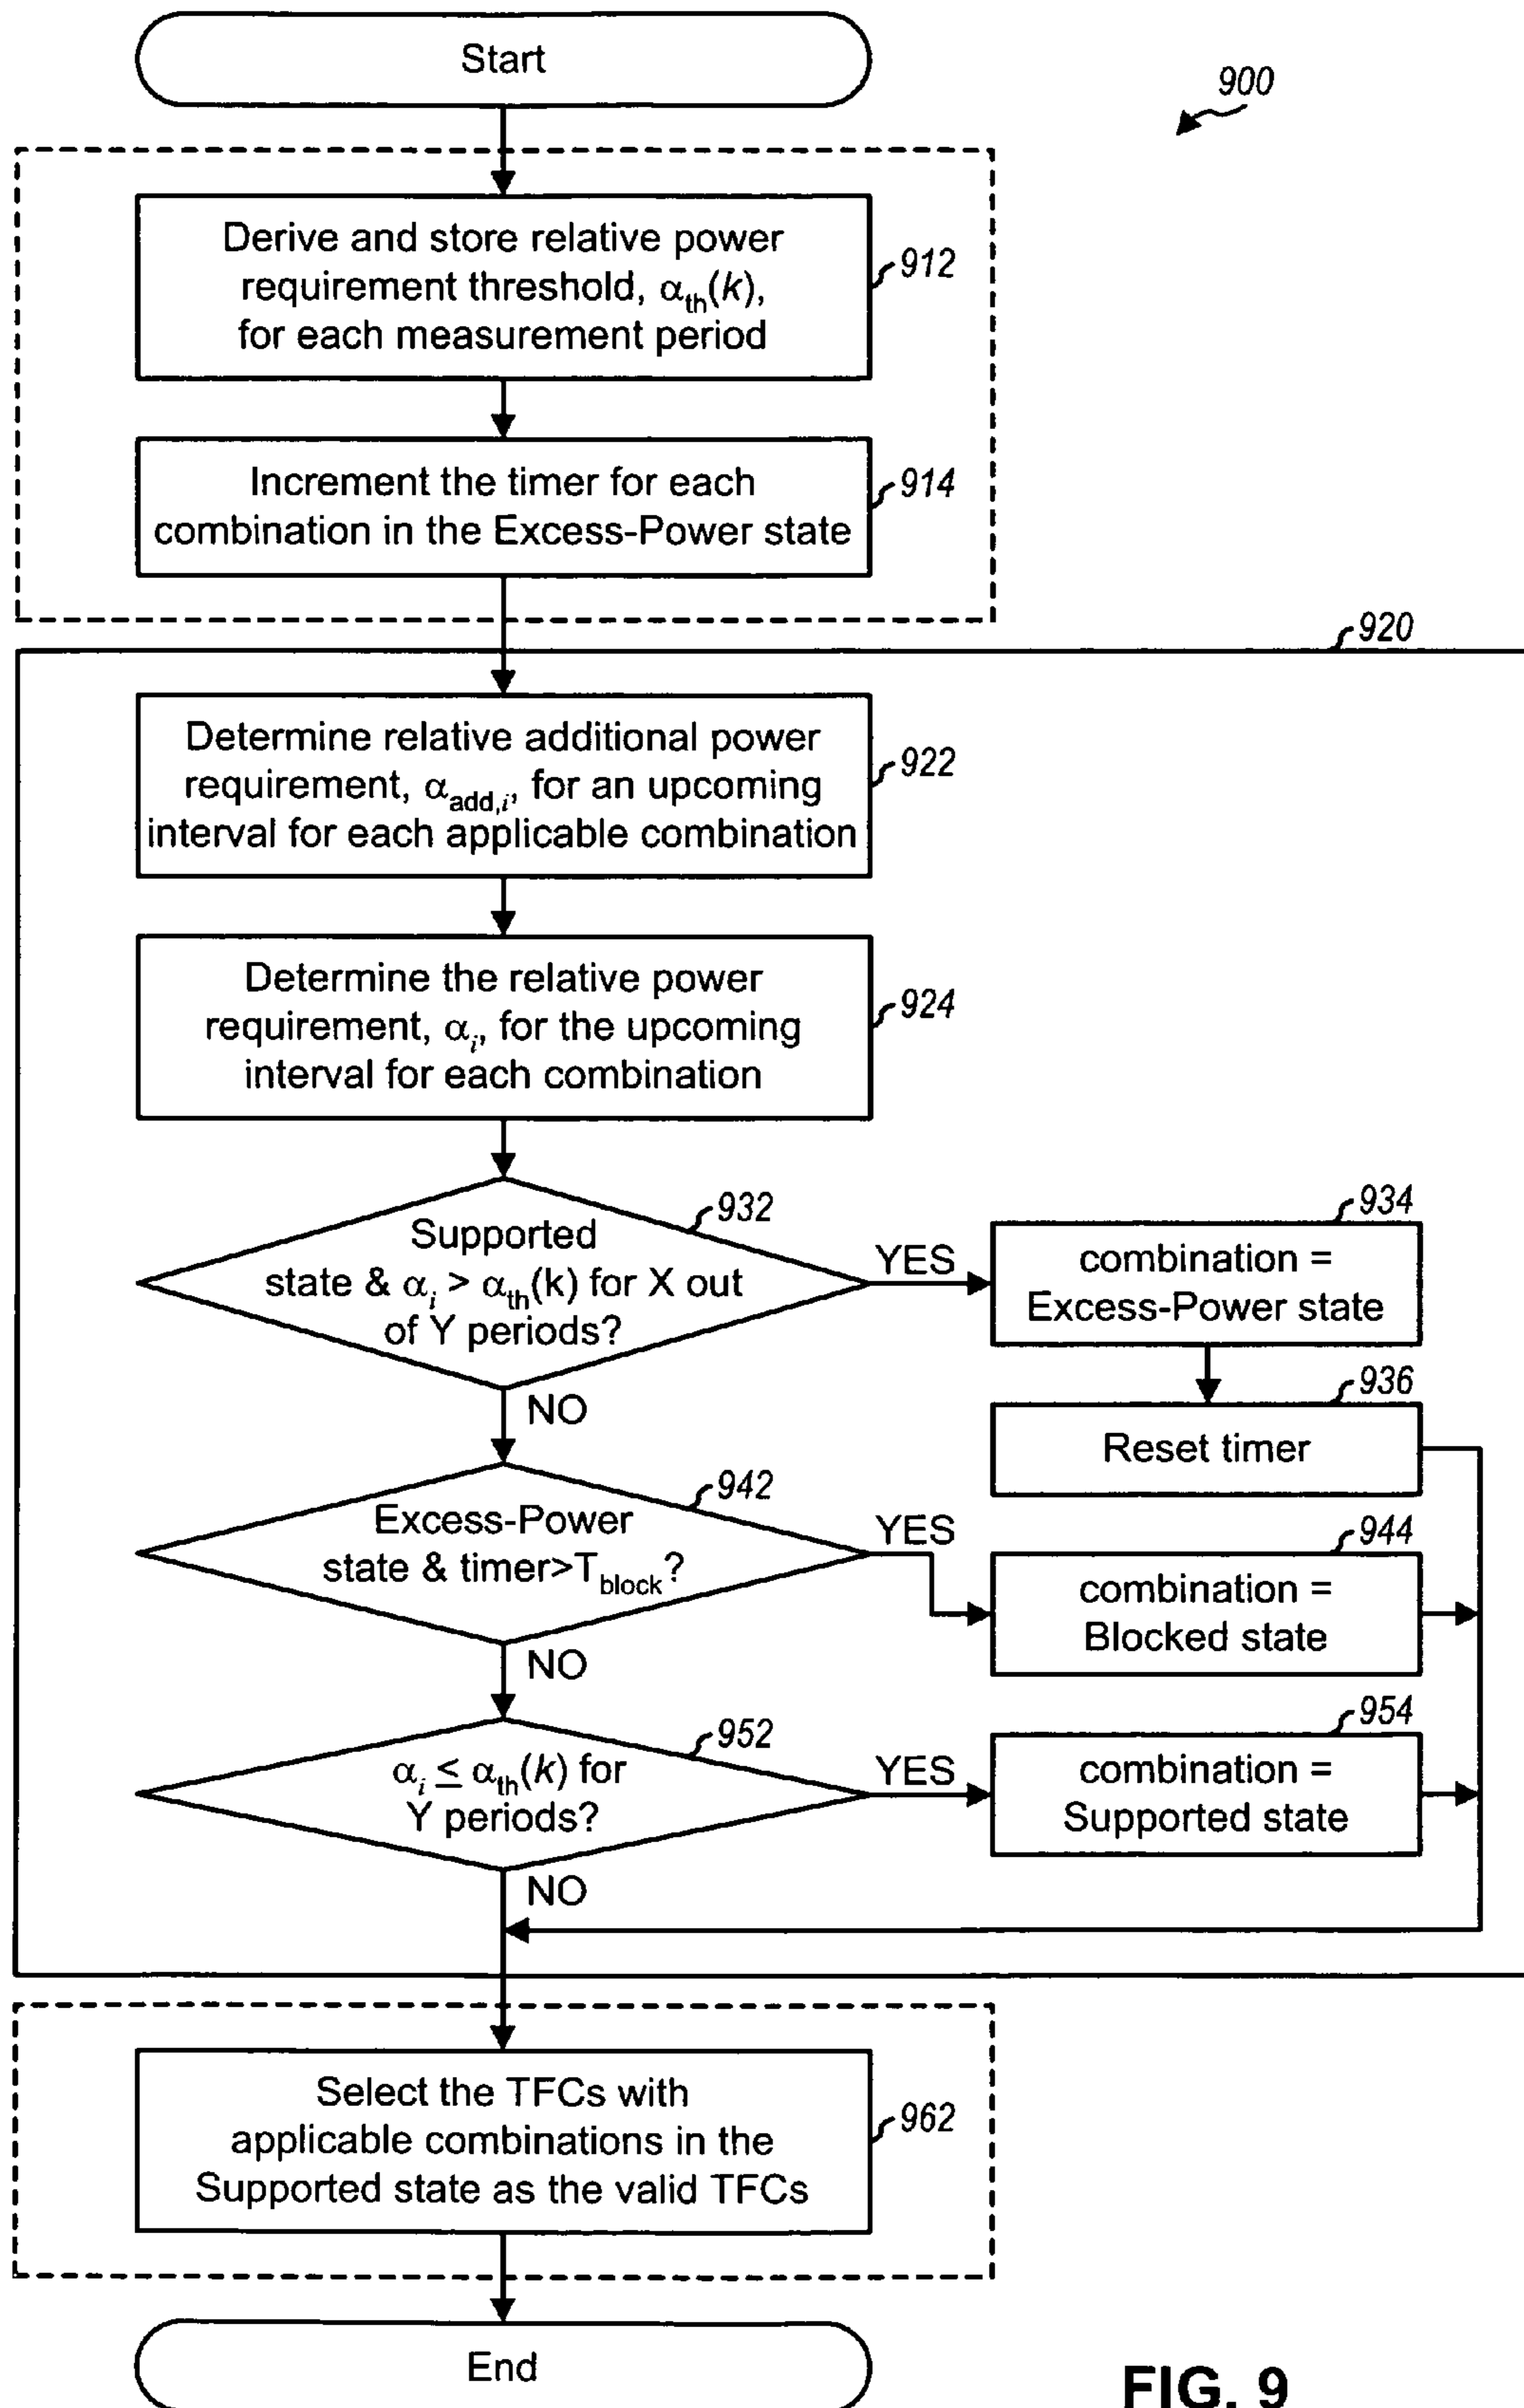 Start
900
Derive and store relative power
requirement threshold, αth(k),
for each measurement period
912
Increment the timer for each
combination in the Excess-Power state
914
920
Determine relative additional power
requirement, αadd,i, for an upcoming
interval for each applicable combination
922
Determine the relative power
requirement, αi, for the upcoming
interval for each combination
924
Supported
state & αi > αth(k) for X out
of Y periods?
932
YES
934
combination =
Excess-Power state
NO
936
Reset timer
Excess-Power
state & timer>Tblock?
942
YES
944
combination =
Blocked state
NO
αi ≤ αth(k) for
Y periods?
952
YES
954
combination =
Supported state
NO
Select the TFCs with
applicable combinations in the
Supported state as the valid TFCs
962
End
FIG. 9